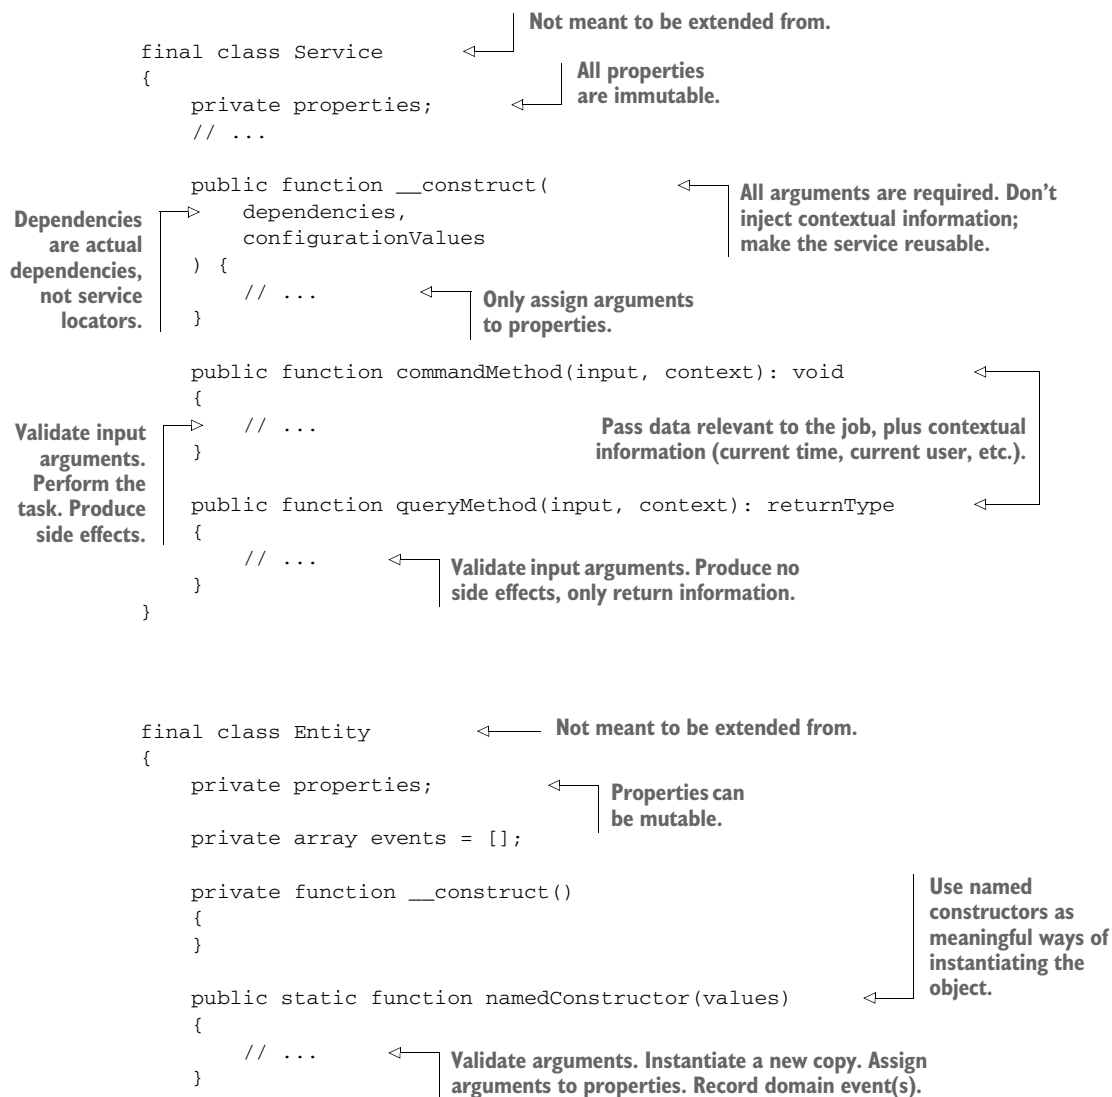 Not meant to be extended from.
final class Service
{
All properties
are immutable.
private properties;
// ...
public function __construct(
All arguments are required. Don't
inject contextual information;
make the service reusable.
Dependencies
are actual
dependencies,
not service
locators.
dependencies,
configurationValues
) {
// ...
Only assign arguments
to properties.
}
public function commandMethod(input, context): void
{
Pass data relevant to the job, plus contextual
information (current time, current user, etc.).
Validate input
arguments.
Perform the
task. Produce
side effects.
// ...
}
public function queryMethod(input, context): returnType
{
// ...
Validate input arguments. Produce no
side effects, only return information.
}
}
final class Entity
Not meant to be extended from.
{
private properties;
Properties can
be mutable.
private array events = [];
private function __construct()
{
}
Use named
constructors as
meaningful ways of
instantiating the
object.
public static function namedConstructor(values)
{
// ...
Validate arguments. Instantiate a new copy. Assign
arguments to properties. Record domain event(s).
}